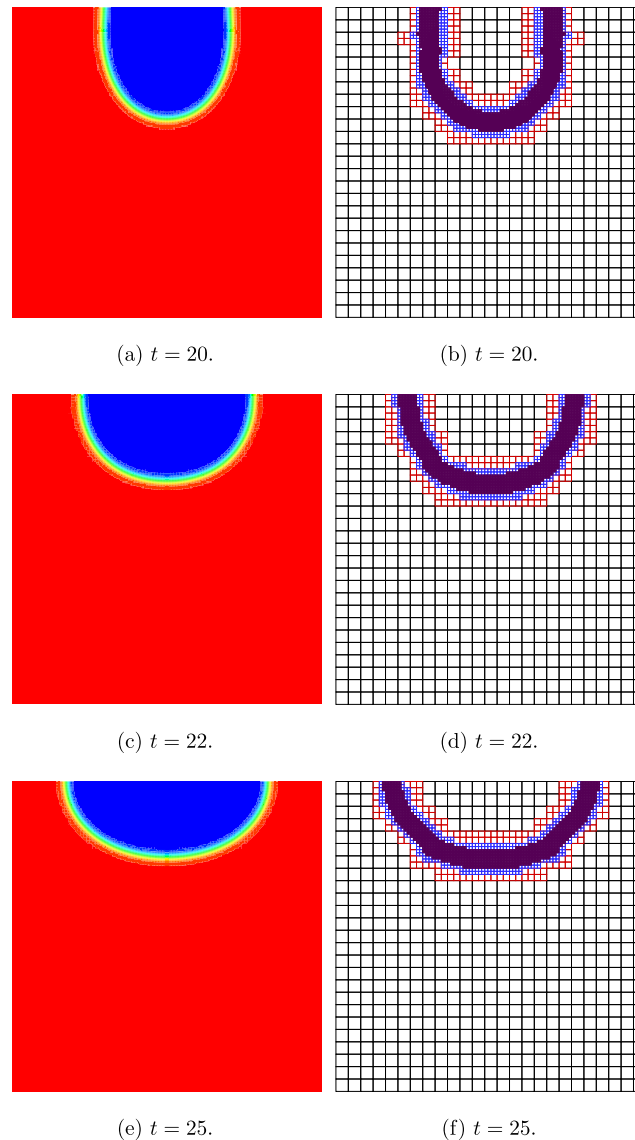 (a) t = 20.
(b) t = 20.
(c) t = 22.
(d) t = 22.
(e) t = 25.
(f) t = 25.